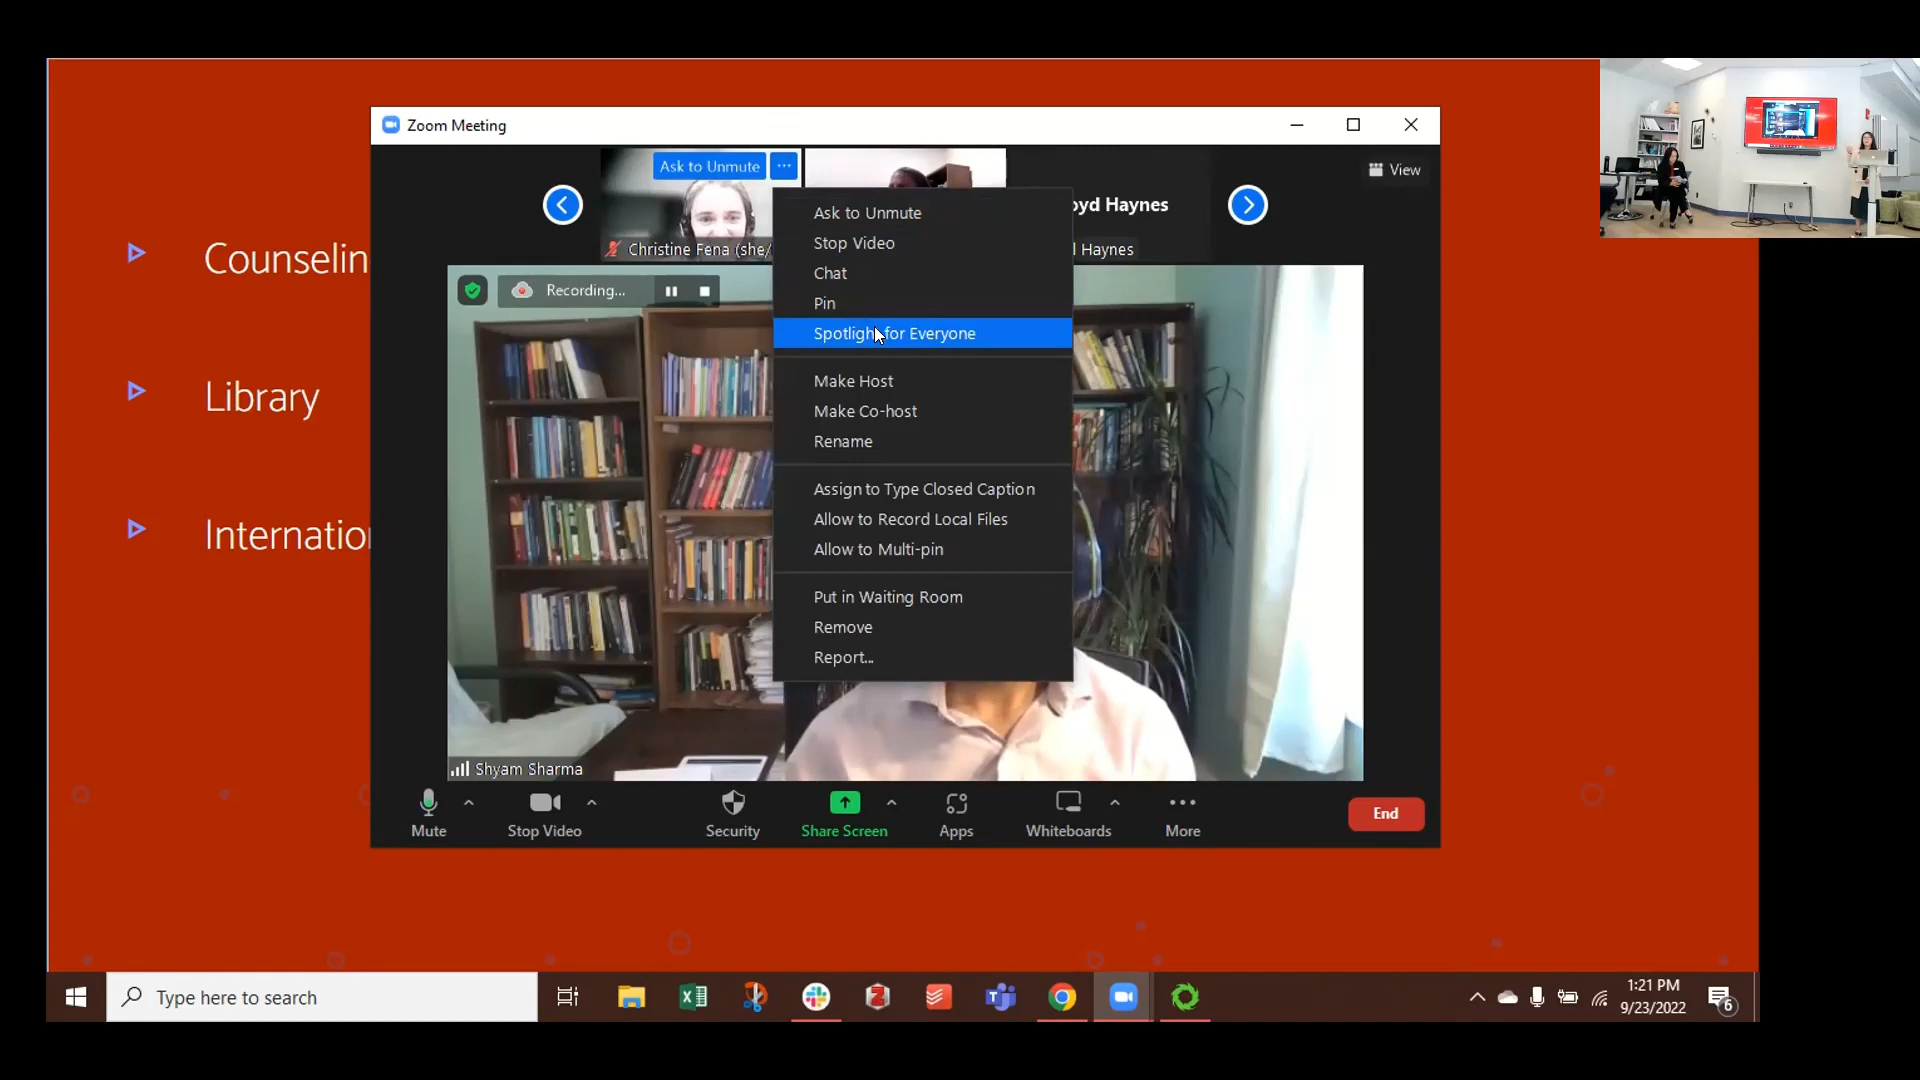 Zoom Meeting
Ask to Unmute
View
oyd Haynes
Christine Fena (she/
l Haynes
Ask to Unmute
Stop Video
Chat
Pin
Spotlight for Everyone
Make Host
Make Co-host
Rename
Assign to Type Closed Caption
Allow to Record Local Files
Allow to Multi-pin
Put in Waiting Room
Remove
Report...
Counselin
Library
Internation
Recording...
Shyam Sharma
Mute
Stop Video
Security
Share Screen
Apps
Whiteboards
More
End
Type here to search
1:21 PM
9/23/2022
6